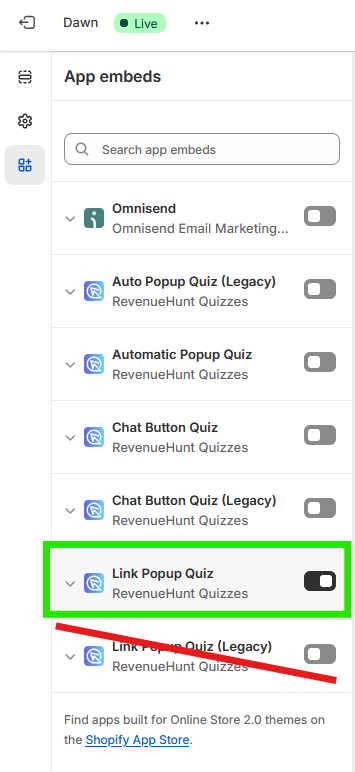 Dawn
Live
App embeds
Search app embeds
Omnisend
Omnisend Email Marketing...
Auto Popup Quiz (Legacy)
RevenueHunt Quizzes
Automatic Popup Quiz
RevenueHunt Quizzes
Chat Button Quiz
RevenueHunt Quizzes
Chat Button Quiz (Legacy)
RevenueHunt Quizzes
Link Popup Quiz
RevenueHunt Quizzes
Link Popup Quiz (Legacy)
RevenueHunt Quizzes
Find apps built for Online Store 2.0 themes on
the Shopify App Store.